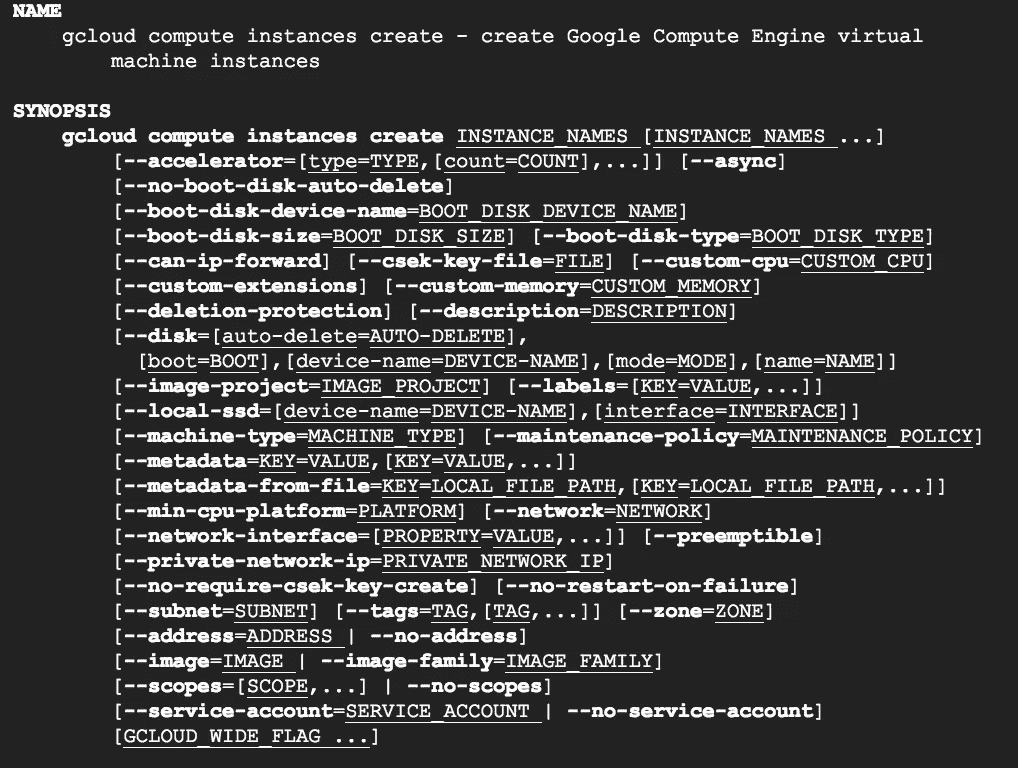 NAME
gcloud compute instances create - create Google Compute Engine virtual
machine instances
SYNOPSIS
gcloud compute instances create INSTANCE_NAMES [INSTANCE_NAMES ...]
[--accelerator=[type=TYPE,[count=COUNT],...]] [--async]
[--no-boot-disk-auto-delete]
[--boot-disk-device-name=BOOT_DISK_DEVICE_NAME]
[--boot-disk-size=BOOT_DISK_SIZE] [--boot-disk-type=BOOT_DISK_TYPE]
[--can-ip-forward] [--csek-key-file=FILE] [--custom-cpu=CUSTOM_CPU]
[--custom-extensions] [--custom-memory=CUSTOM_MEMORY]
[--deletion-protection] [--description=DESCRIPTION]
[--disk=[auto-delete=AUTO-DELETE],
[boot=BOOT],[device-name=DEVICE-NAME],[mode=MODE],[name=NAME]]
[--image-project=IMAGE_PROJECT] [--labels=[KEY=VALUE,...]]
[--local-ssd=[device-name=DEVICE-NAME],[interface=INTERFACE]]
[--machine-type=MACHINE_TYPE] [--maintenance-policy=MAINTENANCE_POLICY]
[--metadata=KEY=VALUE,[KEY=VALUE,...]]
[--metadata-from-file=KEY=LOCAL_FILE_PATH,[KEY=LOCAL_FILE_PATH,...]]
[--min-cpu-platform=PLATFORM] [--network=NETWORK]
[--network-interface=[PROPERTY=VALUE,...]] [--preemptible]
[--private-network-ip=PRIVATE_NETWORK_IP]
[--no-require-csek-key-create] [--no-restart-on-failure]
[--subnet=SUBNET] [--tags=TAG,[TAG,...]] [--zone=ZONE]
[--address=ADDRESS | --no-address]
[--image=IMAGE | --image-family=IMAGE_FAMILY]
[--scopes=[SCOPE,...] | --no-scopes]
[--service-account=SERVICE_ACCOUNT | --no-service-account]
[GCLOUD_WIDE_FLAG ...]